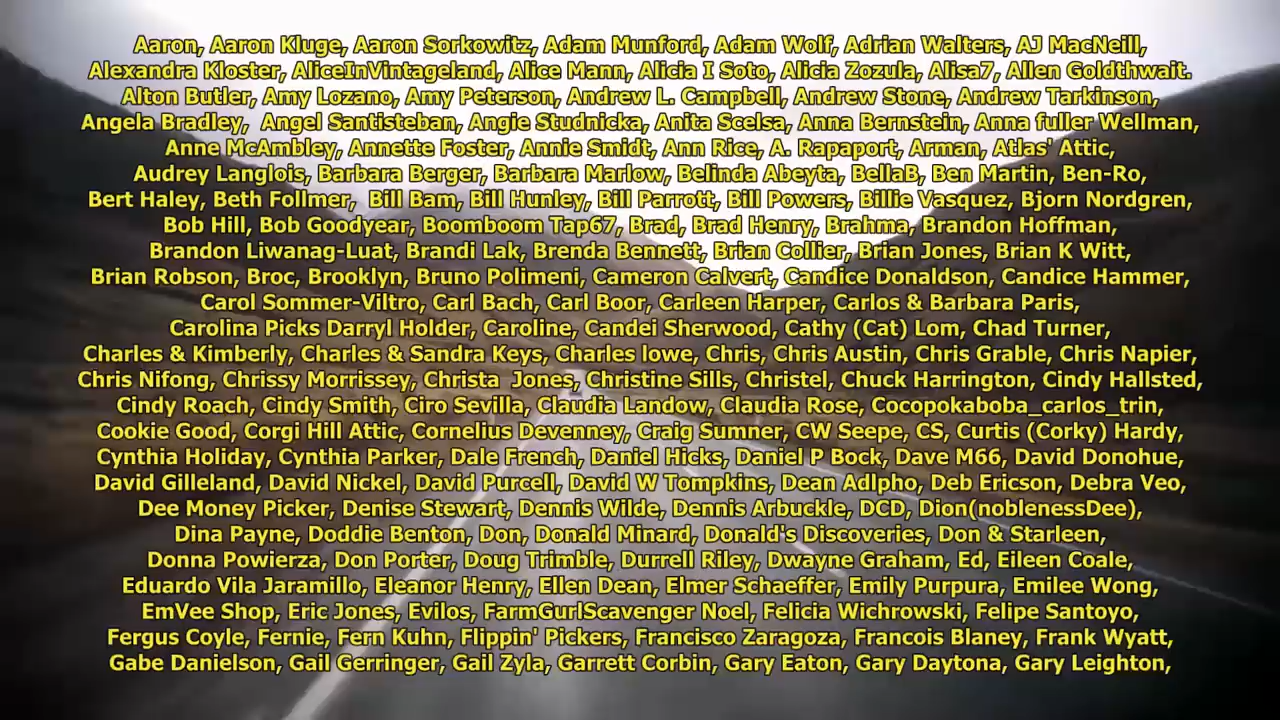 Aaron, Aaron Kluge, Aaron Sorkowitz, Adam Munford, Adam Wolf, Adrian Walters, AJ MacNeill,
Alexandra Kloster, AliceInVintageland, Alice Mann, Alicia I Soto, Alicia Zozula, Alisa7, Allen Goldthwait.
Alton Butler, Amy Lozano, Amy Peterson, Andrew L. Campbell, Andrew Stone, Andrew Tarkinson,
Angela Bradley,  Angel Santisteban, Angie Studnicka, Anita Scelsa, Anna Bernstein, Anna fuller Wellman,
Anne McAmbley, Annette Foster, Annie Smidt, Ann Rice, A. Rapaport, Arman, Atlas' Attic,
Audrey Langlois, Barbara Berger, Barbara Marlow, Belinda Abeyta, BellaB, Ben Martin, Ben-Ro,
Bert Haley, Beth Follmer,  Bill Bam, Bill Hunley, Bill Parrott, Bill Powers, Billie Vasquez, Bjorn Nordgren,
Bob Hill, Bob Goodyear, Boomboom Tap67, Brad, Brad Henry, Brahma, Brandon Hoffman,
Brandon Liwanag-Luat, Brandi Lak, Brenda Bennett, Brian Collier, Brian Jones, Brian K Witt,
Brian Robson, Broc, Brooklyn, Bruno Polimeni, Cameron Calvert, Candice Donaldson, Candice Hammer,
Carol Sommer-Viltro, Carl Bach, Carl Boor, Carleen Harper, Carlos & Barbara Paris,
Carolina Picks Darryl Holder, Caroline, Candei Sherwood, Cathy (Cat) Lom, Chad Turner,
Charles & Kimberly, Charles & Sandra Keys, Charles lowe, Chris, Chris Austin, Chris Grable, Chris Napier,
Chris Nifong, Chrissy Morrissey, Christa  Jones, Christine Sills, Christel, Chuck Harrington, Cindy Hallsted,
Cindy Roach, Cindy Smith, Ciro Sevilla, Claudia Landow, Claudia Rose, Cocopokaboba_carlos_trin,
Cookie Good, Corgi Hill Attic, Cornelius Devenney, Craig Sumner, CW Seepe, CS, Curtis (Corky) Hardy,
Cynthia Holiday, Cynthia Parker, Dale French, Daniel Hicks, Daniel P Bock, Dave M66, David Donohue,
David Gilleland, David Nickel, David Purcell, David W Tompkins, Dean Adlpho, Deb Ericson, Debra Veo,
Dee Money Picker, Denise Stewart, Dennis Wilde, Dennis Arbuckle, DCD, Dion(noblenessDee),
Dina Payne, Doddie Benton, Don, Donald Minard, Donald's Discoveries, Don & Starleen,
Donna Powierza, Don Porter, Doug Trimble, Durrell Riley, Dwayne Graham, Ed, Eileen Coale,
Eduardo Vila Jaramillo, Eleanor Henry, Ellen Dean, Elmer Schaeffer, Emily Purpura, Emilee Wong,
EmVee Shop, Eric Jones, Evilos, FarmGurlScavenger Noel, Felicia Wichrowski, Felipe Santoyo,
Fergus Coyle, Fernie, Fern Kuhn, Flippin' Pickers, Francisco Zaragoza, Francois Blaney, Frank Wyatt,
Gabe Danielson, Gail Gerringer, Gail Zyla, Garrett Corbin, Gary Eaton, Gary Daytona, Gary Leighton,